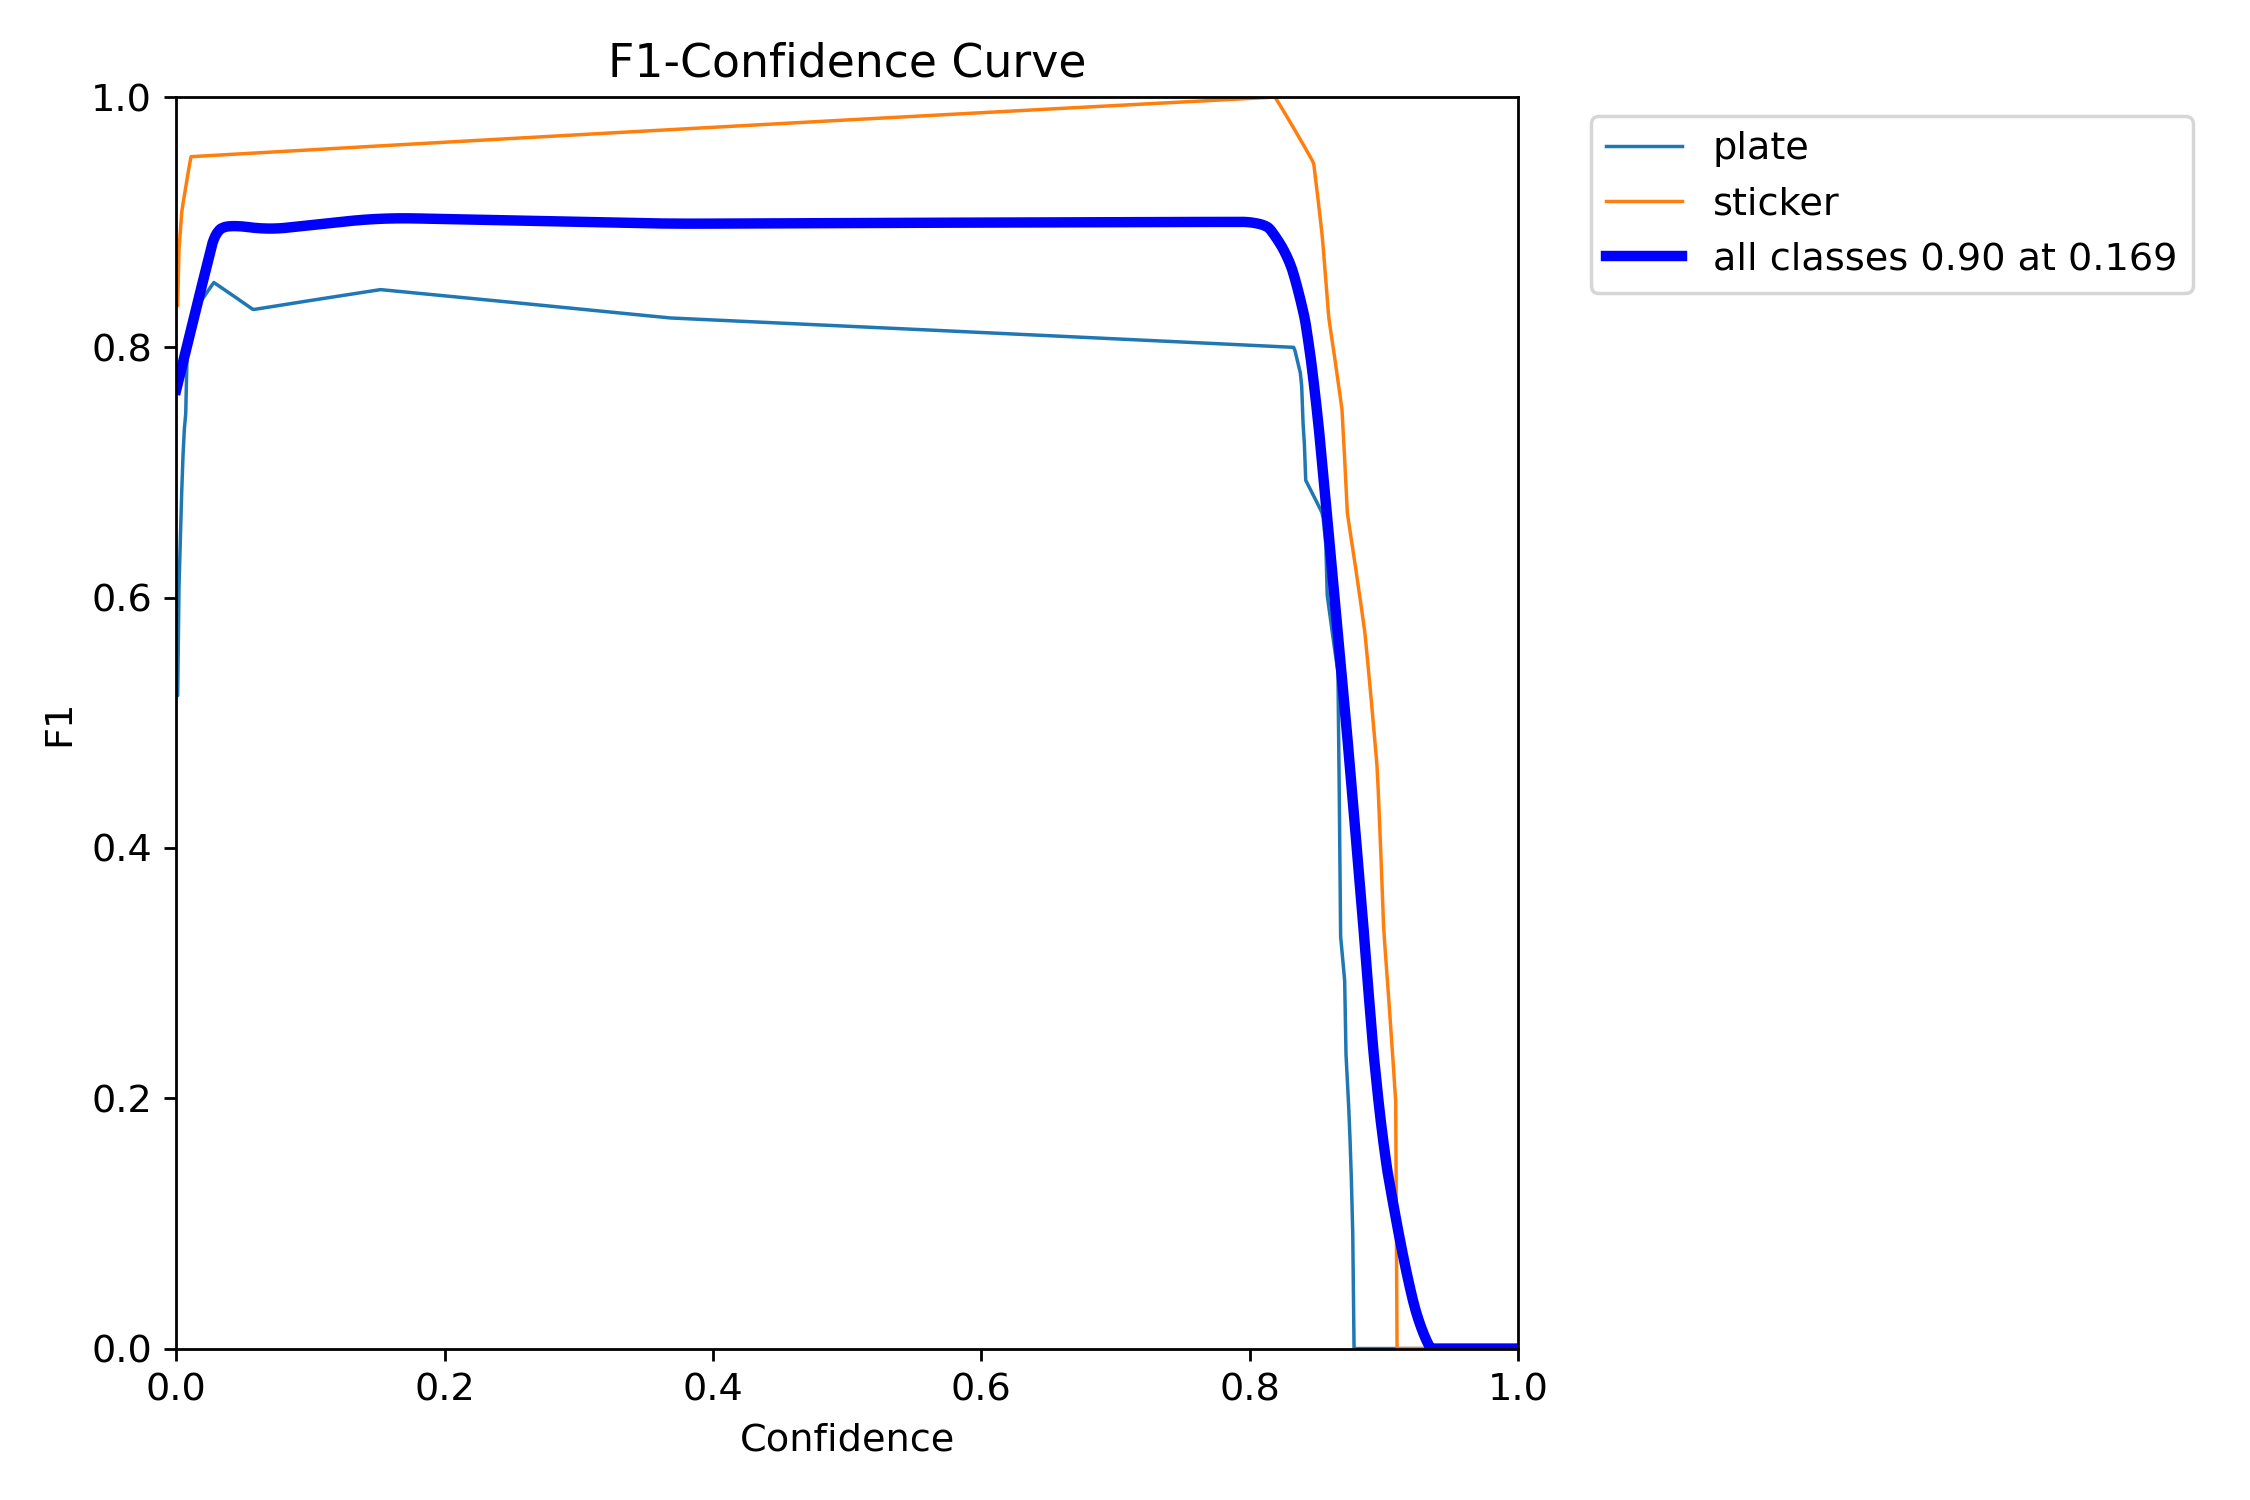 F1-Confidence Curve
1.0
0.8
0.6
0.4
0.2
0.0
F1
0.0 0.2 0.4 0.6 0.8 1.0
Confidence
plate
sticker
all classes 0.90 at 0.169